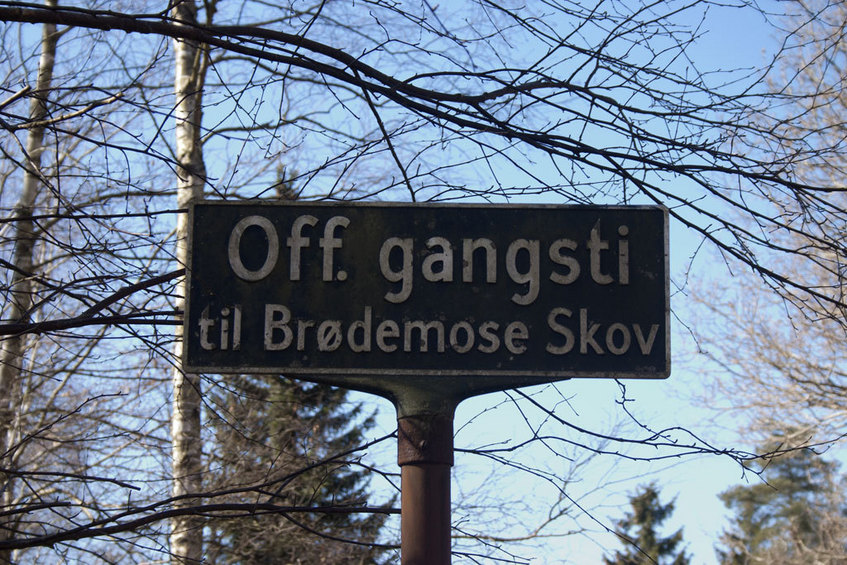 Off. gangsti
til Brødemose Skov